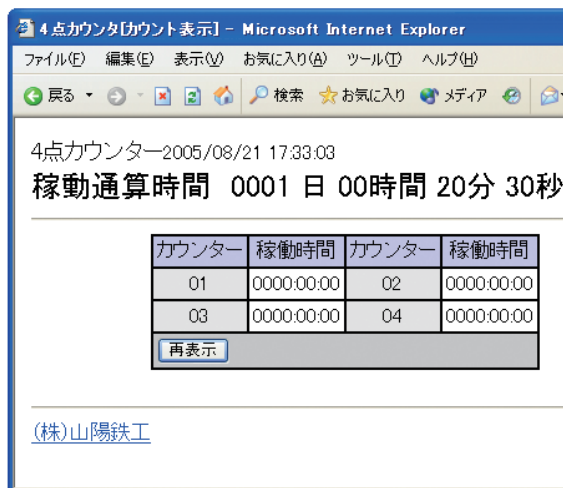 4点カウンタ[カウント表示] - Microsoft Internet Explorer
ファイル(F) 編集(E) 表示(V) お気に入り(A) ツール(T) ヘルプ(H)
戻る 検索 お気に入り メディア
4点カウンター2005/08/21 17:33:03
稼動通算時間 0001 日 00時間 20分 30秒
カウンター 稼働時間 カウンター 稼働時間
01 0000:00:00 02 0000:00:00
03 0000:00:00 04 0000:00:00
再表示
(株)山陽鉄工